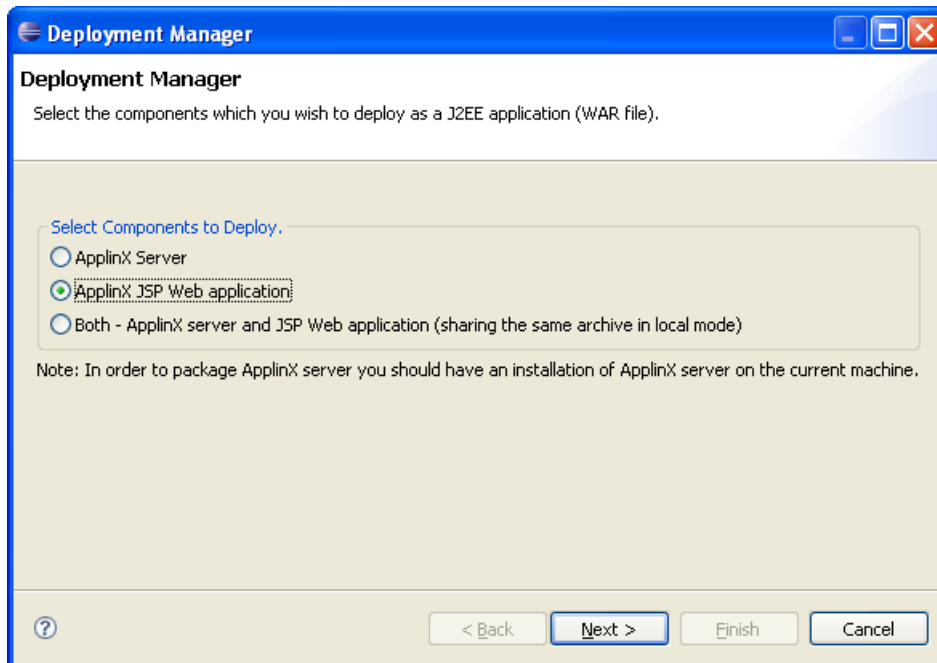 Deployment Manager
Deployment Manager
Select the components which you wish to deploy as a J2EE application (WAR file).
Select Components to Deploy.
ApplinX Server
ApplinX JSP Web application
Both - ApplinX server and JSP Web application (sharing the same archive in local mode)
Note: In order to package ApplinX server you should have an installation of ApplinX server on the current machine.
? < Back Next > Finish Cancel